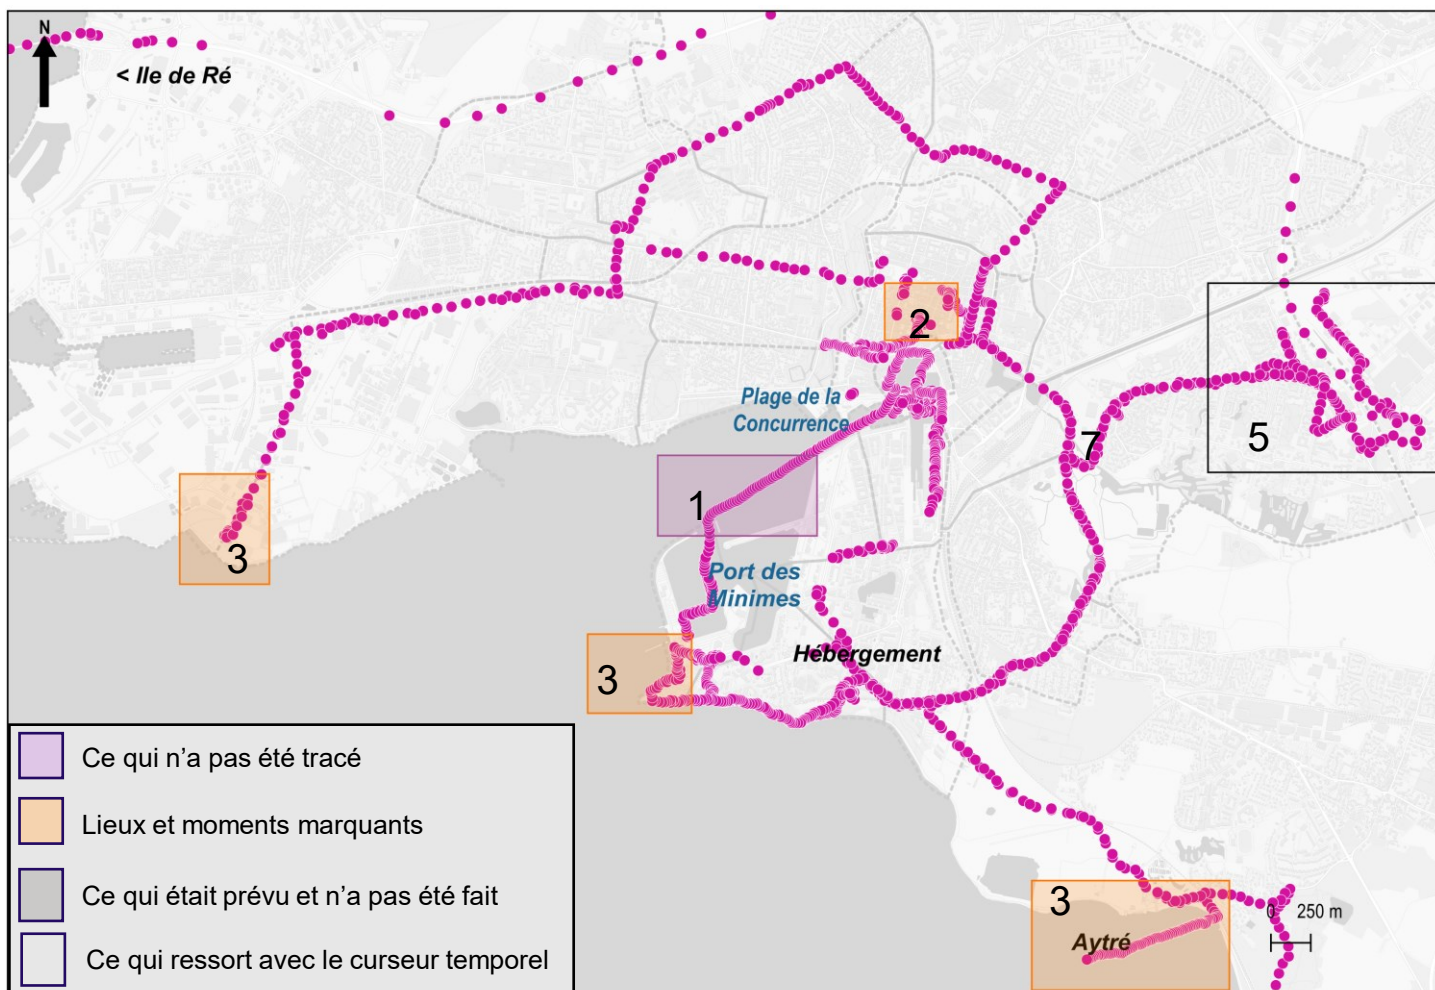 N
< Ile de Ré
2
Plage de la
Concurrence
7
5
1
3
Port des
Minimes
Hébergement
3
3
0 250 m
Aytré
Ce qui n'a pas été tracé
Lieux et moments marquants
Ce qui était prévu et n'a pas été fait
Ce qui ressort avec le curseur temporel